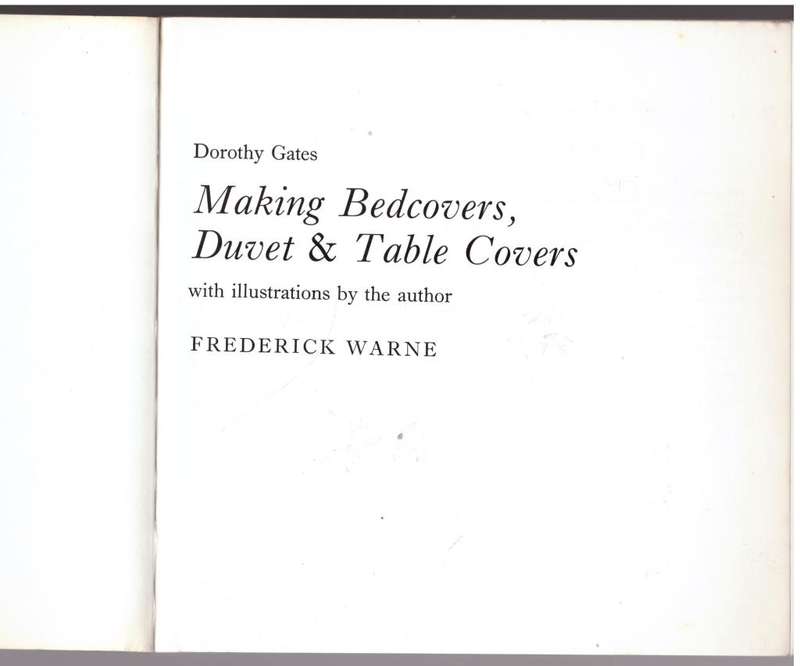 Dorothy Gates
Making Bedcovers,
Duvet & Table Covers
with illustrations by the author
FREDERICK WARNE